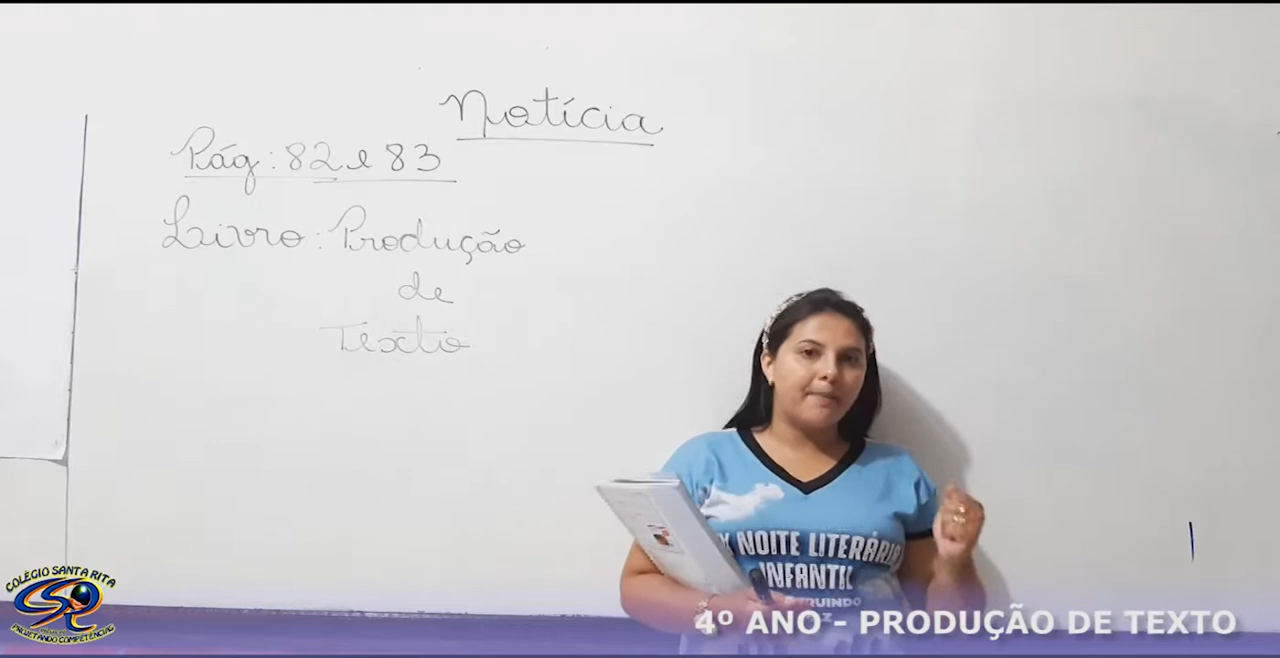 Notícia
Pág: 82 e 83
Livro: Produção
de
Texto
NOITE LITERÁRIA
INFANTIL
COLÉGIO SANTA RITA
PROJETANDO COMPETÊNCIAS
4º ANO - PRODUÇÃO DE TEXTO